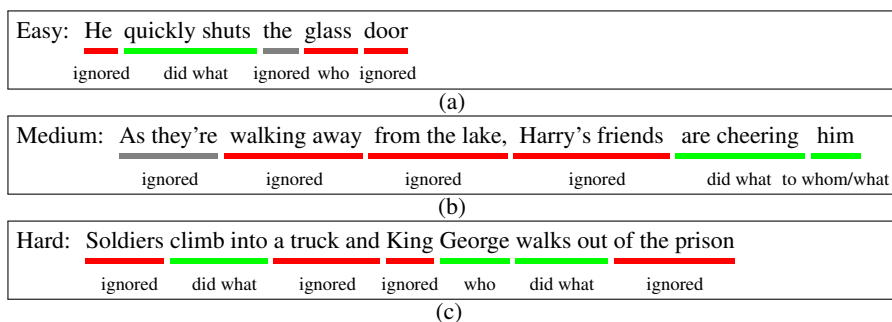 Easy: He quickly shuts the glass door
ignored did what ignored who ignored
(a)
Medium: As they're walking away from the lake, Harry's friends are cheering him
ignored ignored ignored ignored did what to whom/what
(b)
Hard: Soldiers climb into a truck and King George walks out of the prison
ignored did what ignored ignored who did what ignored
(c)